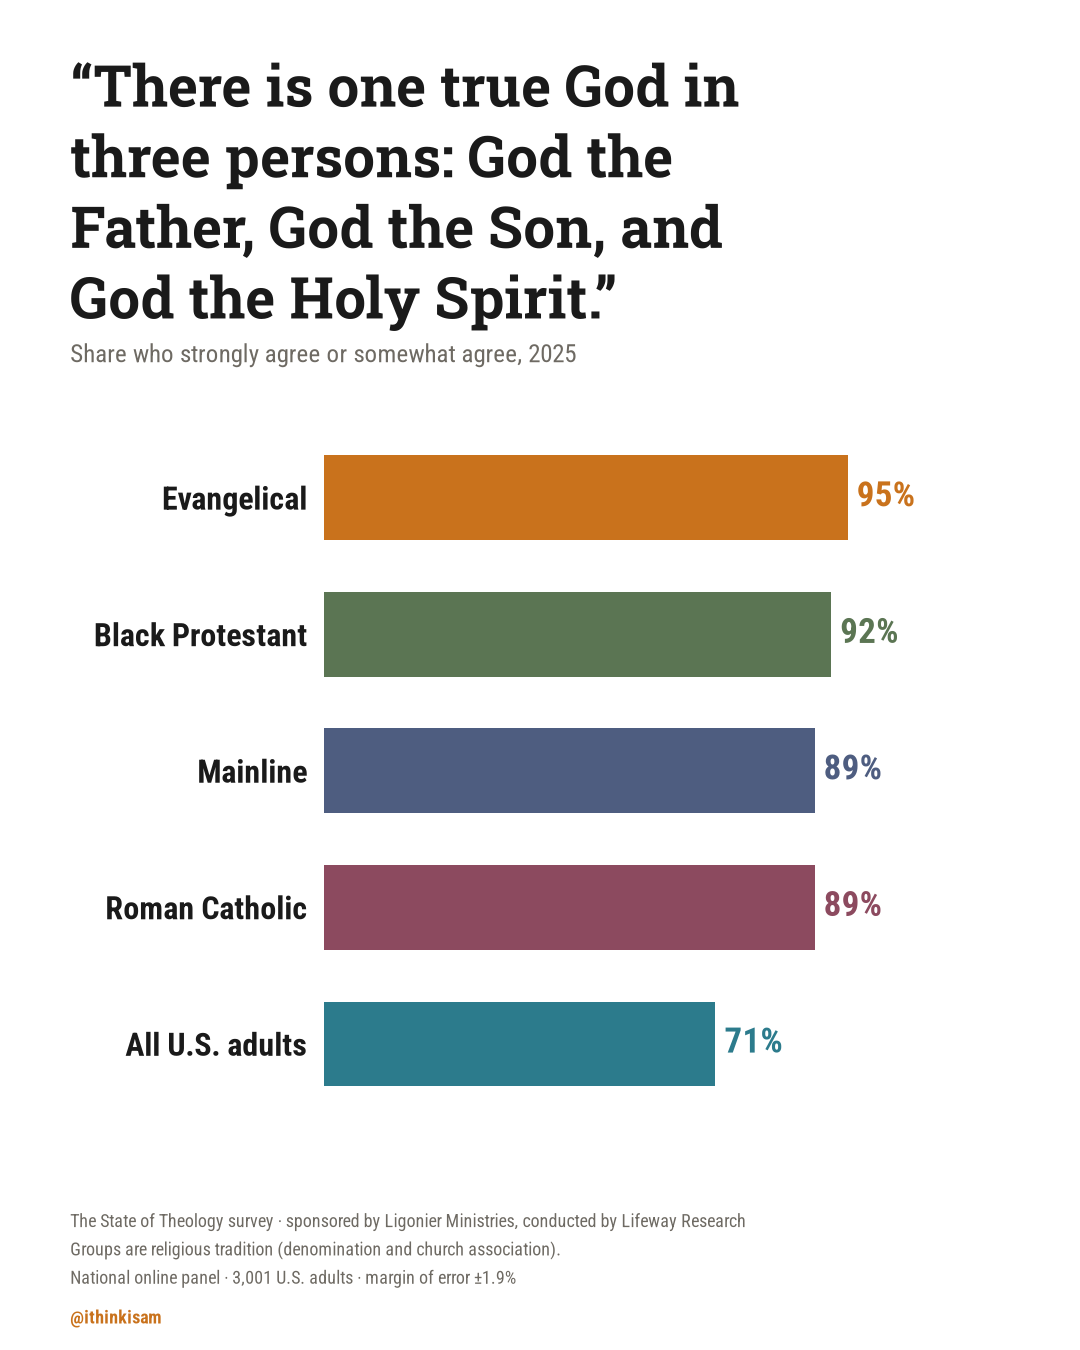 “There is one true God in
three persons: God the
Father, God the Son, and
God the Holy Spirit.”
Share who strongly agree or somewhat agree, 2025
Evangelical 95%
Black Protestant 92%
Mainline 89%
Roman Catholic 89%
All U.S. adults 71%
The State of Theology survey · sponsored by Ligonier Ministries, conducted by Lifeway Research
Groups are religious tradition (denomination and church association).
National online panel · 3,001 U.S. adults · margin of error ±1.9%
@ithinkisam